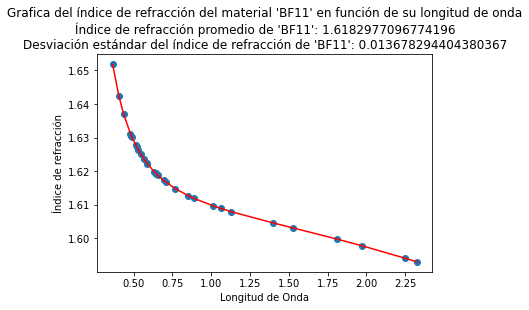 Grafica del índice de refracción del material 'BF11' en función de su longitud de onda
Índice de refracción promedio de 'BF11': 1.6182977096774196
Desviación estándar del índice de refracción de 'BF11': 0.013678294404380367
1.65
1.64
1.63
1.62
1.61
1.60
Índice de refracción
0.50 0.75 1.00 1.25 1.50 1.75 2.00 2.25
Longitud de Onda